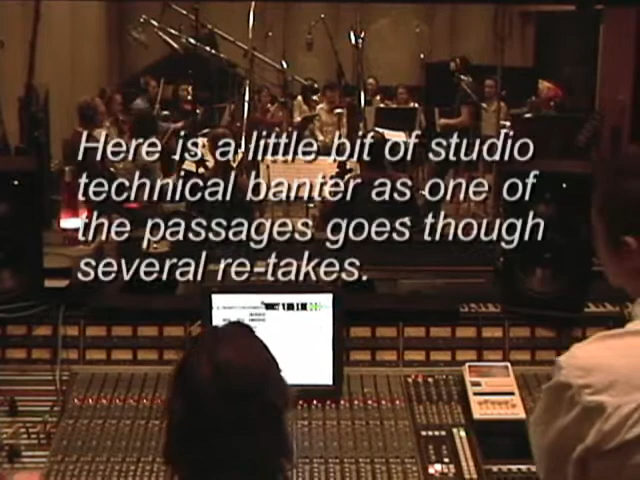 Here is a little bit of studio
technical banter as one of
the passages goes though
several re-takes.